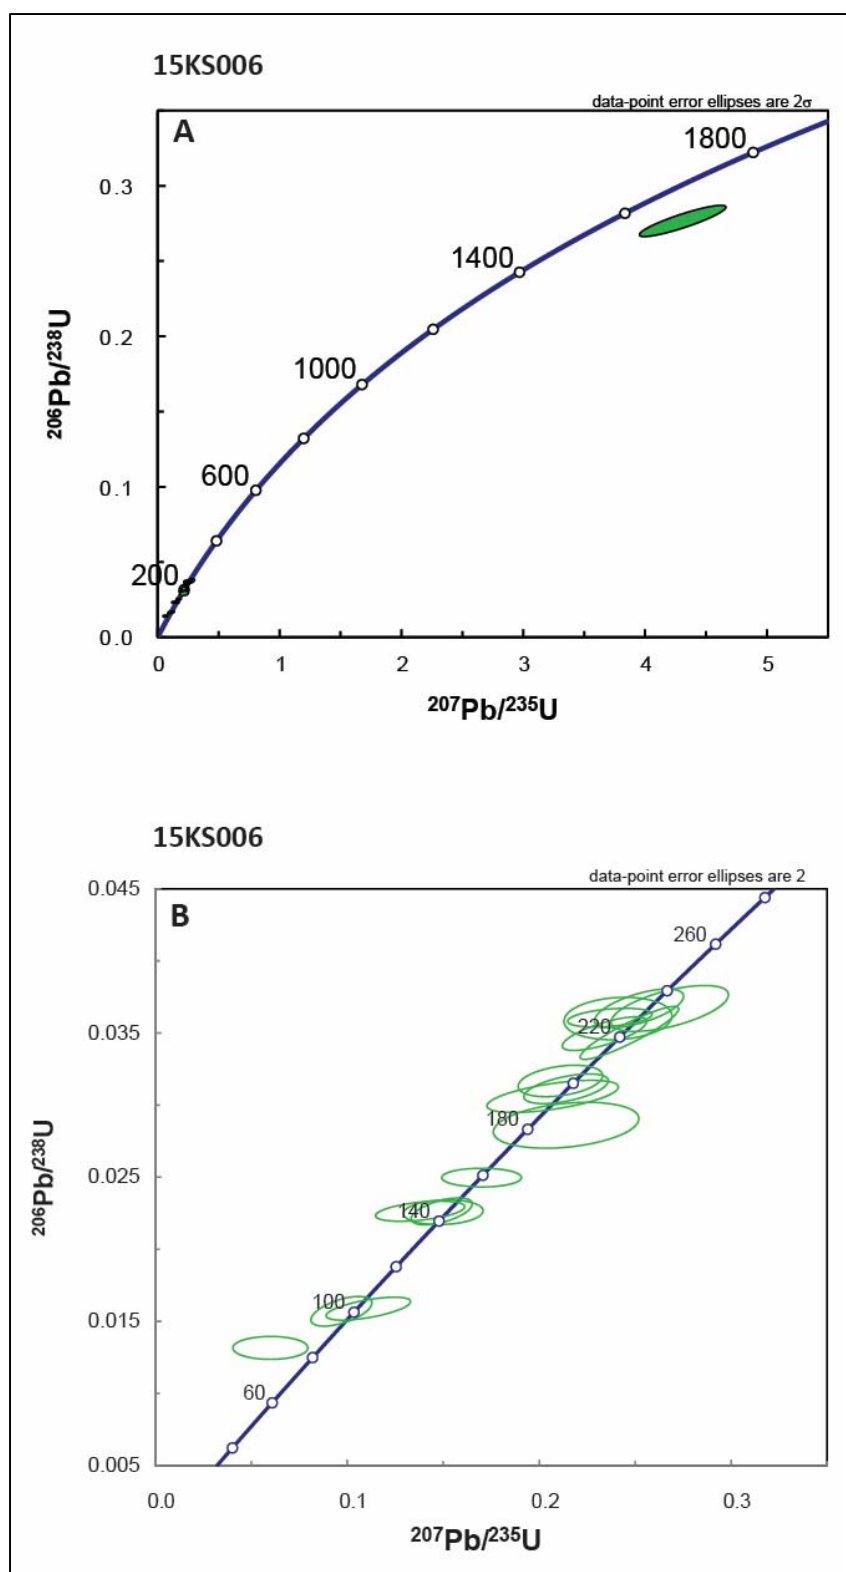 15KS006
data-point error ellipses are 2σ
A
1800
0.3
1400
0.2
1000
600
0.1
200
0.0
0 1 2 3 4 5
²⁰⁶Pb/²³⁸U
²⁰⁷Pb/²³⁵U
15KS006
data-point error ellipses are 2
0.045
B
260
0.035
220
180
0.025
140
100
0.015
60
0.005
0.0 0.1 0.2 0.3
²⁰⁶Pb/²³⁸U
²⁰⁷Pb/²³⁵U